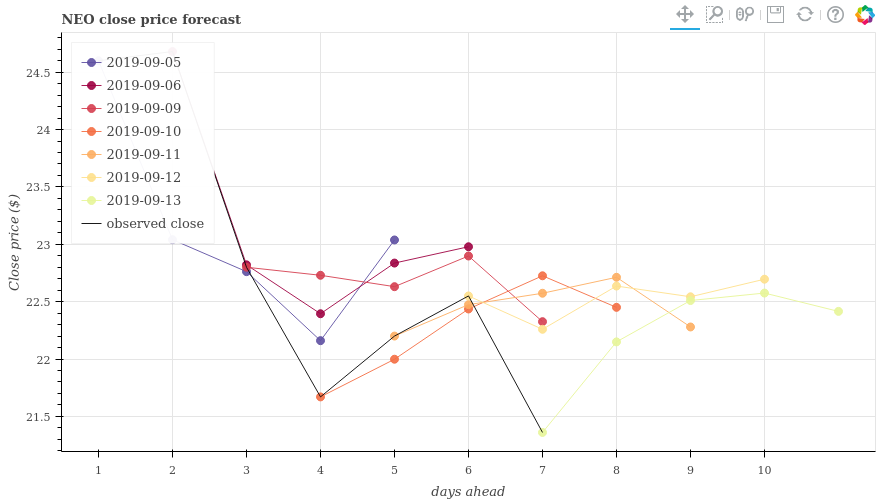 NEO close price forecast
2019-09-05
2019-09-06
2019-09-09
2019-09-10
2019-09-11
2019-09-12
2019-09-13
observed close
Close price ($)
24.5
24
23.5
23
22.5
22
21.5
1 2 3 4 5 6 7 8 9 10
days ahead